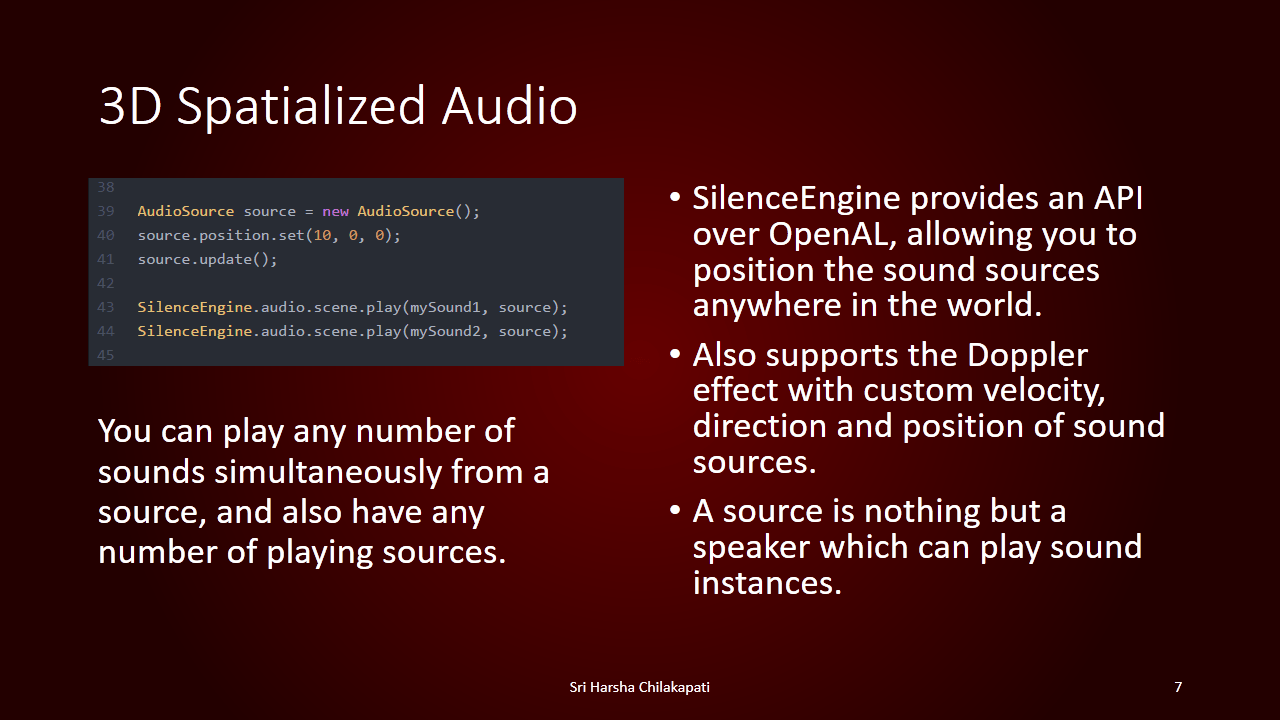 3D Spatialized Audio
38
39 AudioSource source = new AudioSource();
40 source.position.set(10, 0, 0);
41 source.update();
42
43 SilenceEngine.audio.scene.play(mySound1, source);
44 SilenceEngine.audio.scene.play(mySound2, source);
45
You can play any number of
sounds simultaneously from a
source, and also have any
number of playing sources.
• SilenceEngine provides an API
over OpenAL, allowing you to
position the sound sources
anywhere in the world.
• Also supports the Doppler
effect with custom velocity,
direction and position of sound
sources.
• A source is nothing but a
speaker which can play sound
instances.
Sri Harsha Chilakapati
7